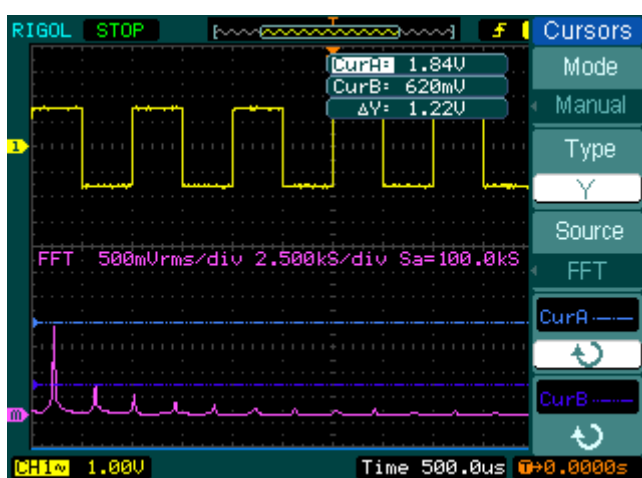 RIGOL STOP T f Cursors
CurA= 1.84V
CurB= 620mV
ΔY= 1.22V
Mode
Manual
Type
Y
Source
FFT
CurA
CurB
1
FFT 500mVrms/div 2.500kS/div Sa=100.0kS
M
CH1~ 1.00V Time 500.0us T→0.0000s